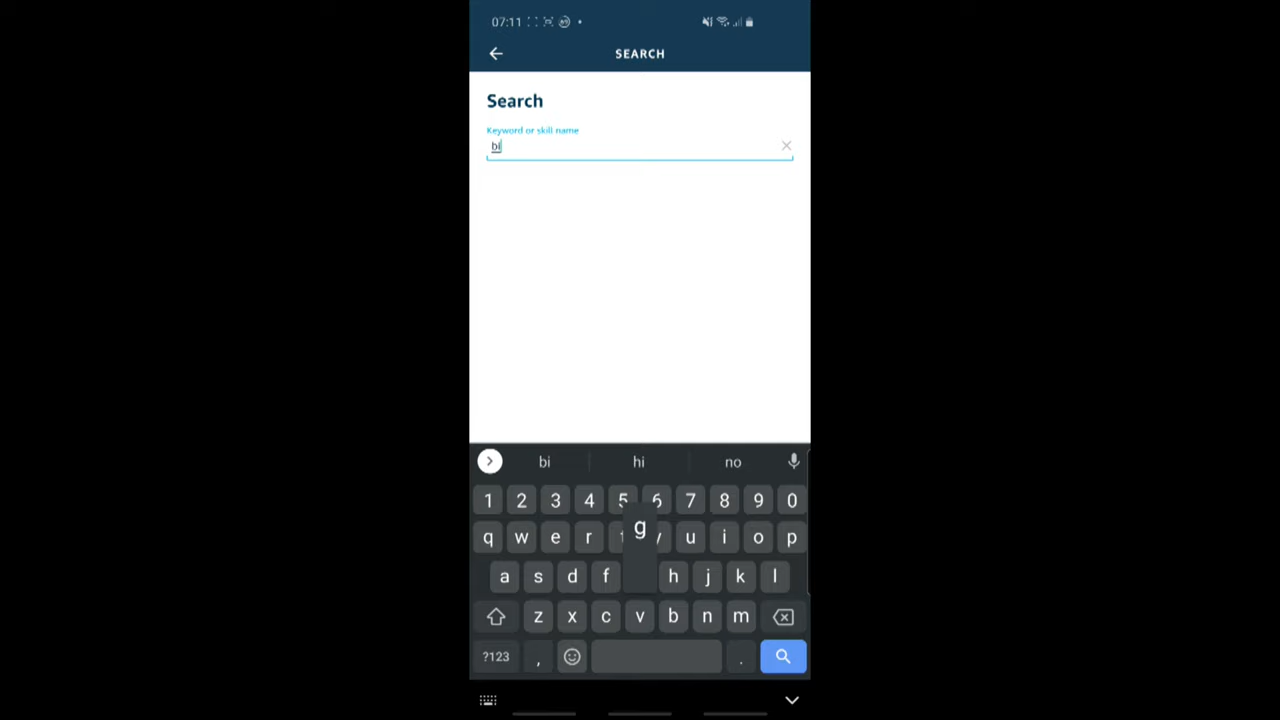 07:11
SEARCH
Search
Keyword or skill name
bi
bi hi no
1 2 3 4 5 6 7 8 9 0
g
q w e r u i o p
a s d f h j k l
z x c v b n m
?123 , .